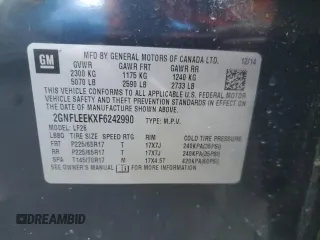 GM
MFD BY GENERAL MOTORS OF CANADA LTD. 12/14
GVWR GAWR FRT GAWR RR
2300 KG 1175 KG 1240 KG
5070 LB 2590 LB 2733 LB
THIS VEHICLE CONFORMS TO ALL APPLICABLE U.S. FEDERAL
MOTOR VEHICLE SAFETY AND THEFT PREVENTION STANDARDS
IN EFFECT ON THE DATE OF MANUFACTURE SHOWN ABOVE.
2GNFLEEKXF6242990 TYPE: M.P.V.
LF26
TIRE SIZE SPEED RTG RIM COLD TIRE PRESSURE
FRT P225/65R17 T 17X7J 240KPA(35PSI)
RR P225/65R17 T 17X7J 240KPA(35PSI)
SPA T145/70R17 M 17X4.5T 420KPA(60PSI)
SEE OWNER'S MANUAL FOR ADDITIONAL INFORMATION.
DREAMBID